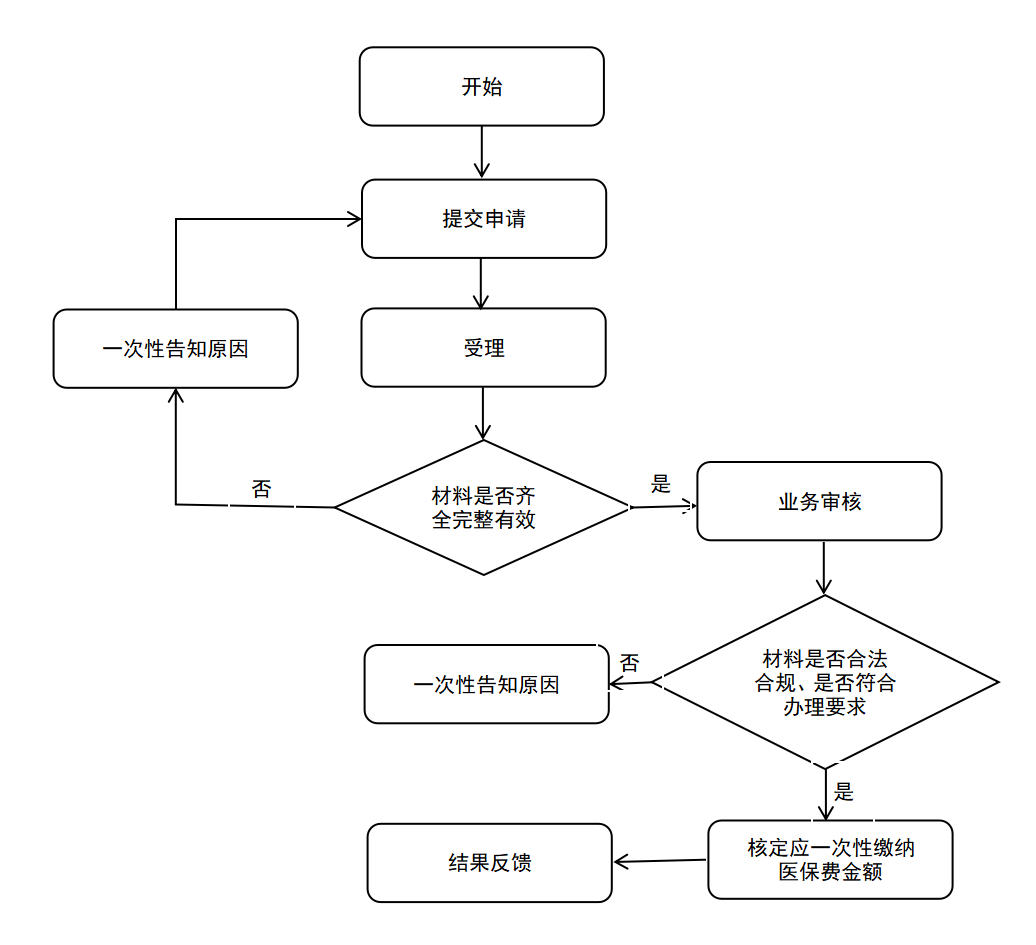 开始
提交申请
一次性告知原因
受理
否
材料是否齐
全完整有效
是
业务审核
一次性告知原因
否
材料是否合法
合规、是否符合
办理要求
是
结果反馈
核定应一次性缴纳
医保费金额